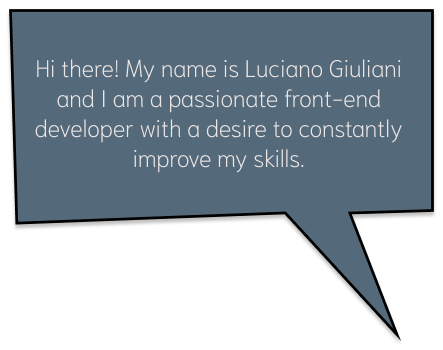 Hi there! My name is Luciano Giuliani
and I am a passionate front-end
developer with a desire to constantly
improve my skills.